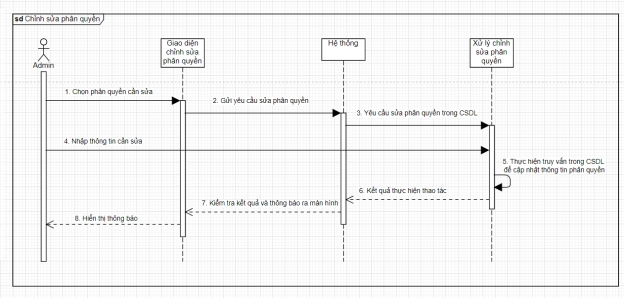 sd Chỉnh sửa phân quyền
Admin
Giao diện
chỉnh sửa
phân quyền
Hệ thông
Xử lý chỉnh
sửa phân
quyền
1. Chọn phân quyền cần sửa
2. Gửi yêu cầu sửa phân quyền
3. Yêu cầu sửa phân quyền trong CSDL
4. Nhập thông tin cần sửa
5. Thực hiện truy vấn trong CSDL
để cập nhật thông tin phân quyền
6. Kết quả thực hiện thao tác
7. Kiểm tra kết quả và thông báo ra màn hình
8. Hiển thị thông báo